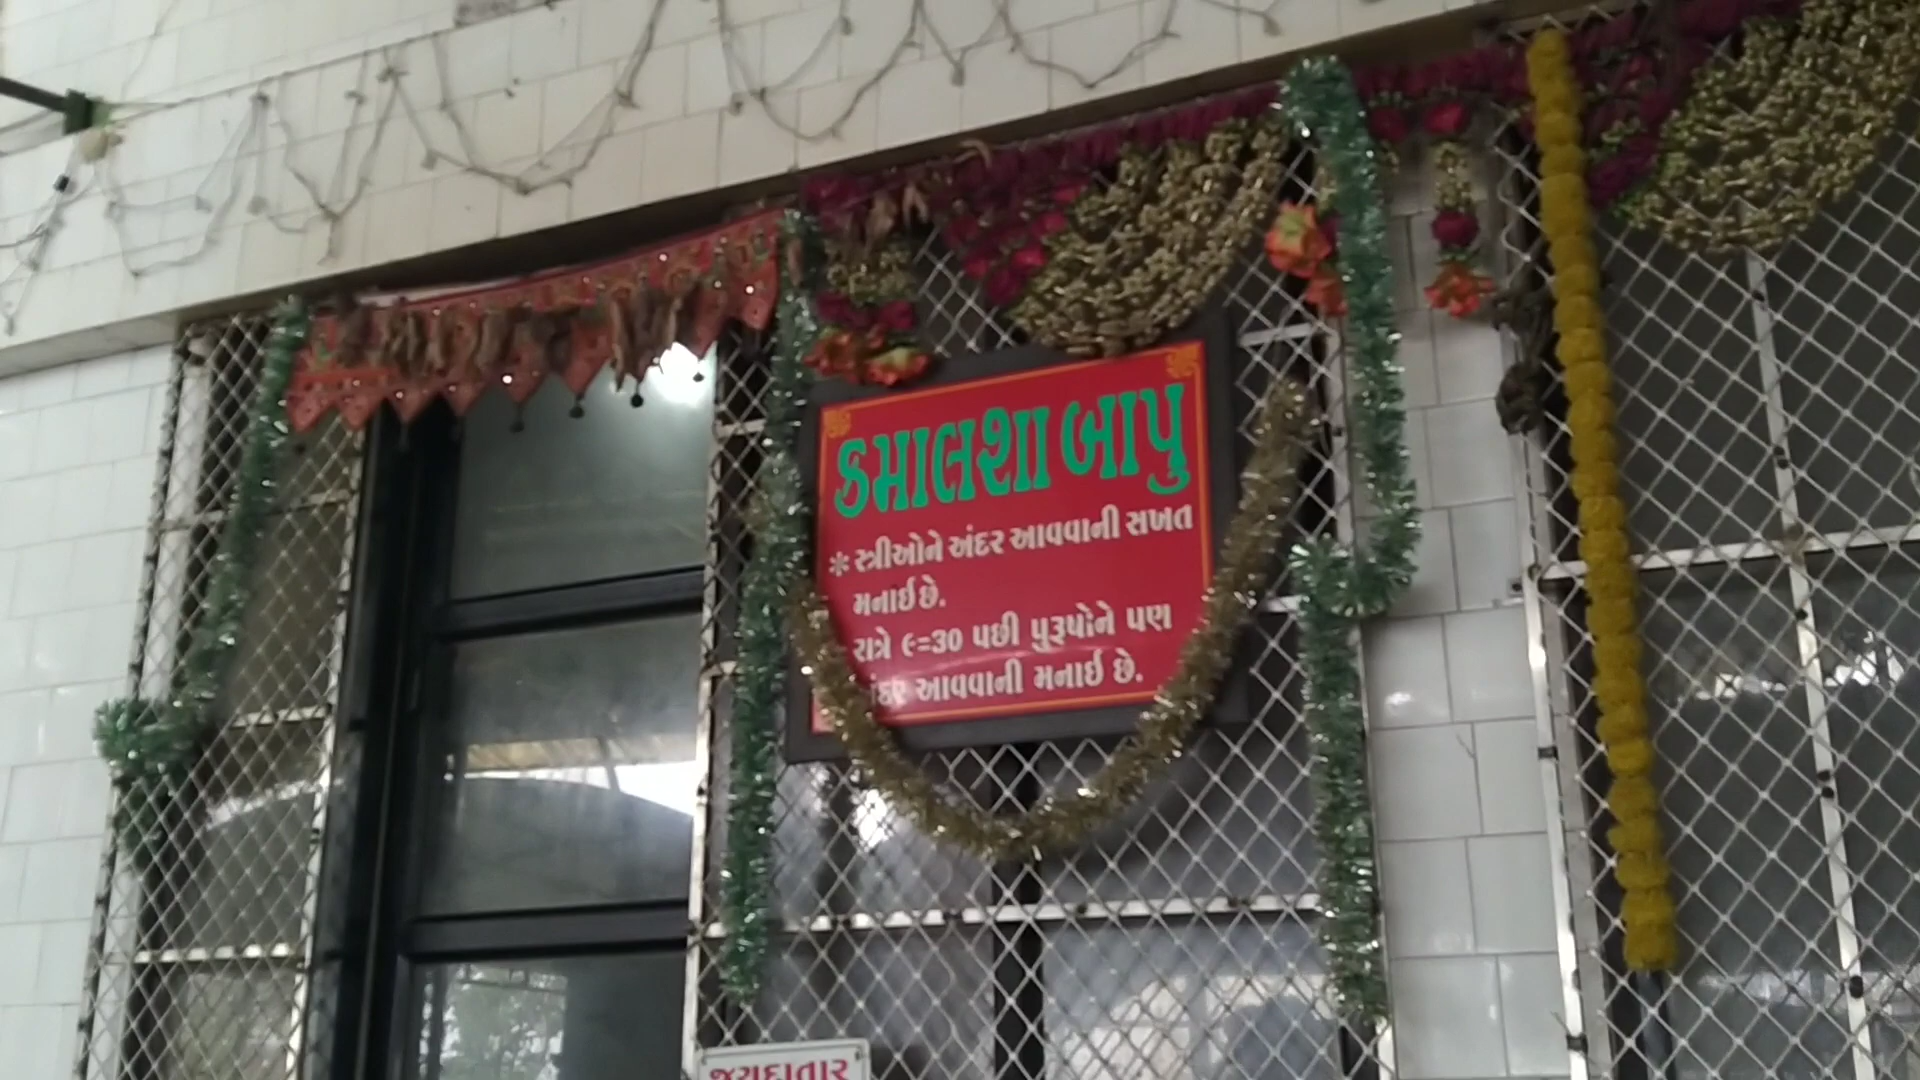 કમાલશા બાપુ
* સ્ત્રીઓને અંદર આવવાની સખત
મનાઈ છે.
રાત્રે ૯=૩૦ પછી પુરૂષોને પણ
આવવાની મનાઈ છે.